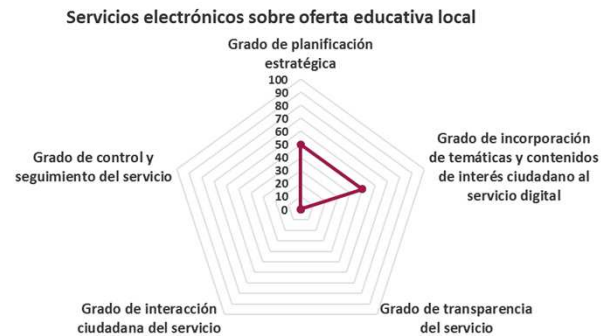 Servicios electrónicos sobre oferta educativa local
Grado de planificación
estratégica
100
90
80
70
60
50
40
30
20
10
0
Grado de incorporación
de temáticas y contenidos
de interés ciudadano al
servicio digital
Grado de control y
seguimiento del servicio
Grado de interacción
ciudadana del servicio
Grado de transparencia
del servicio